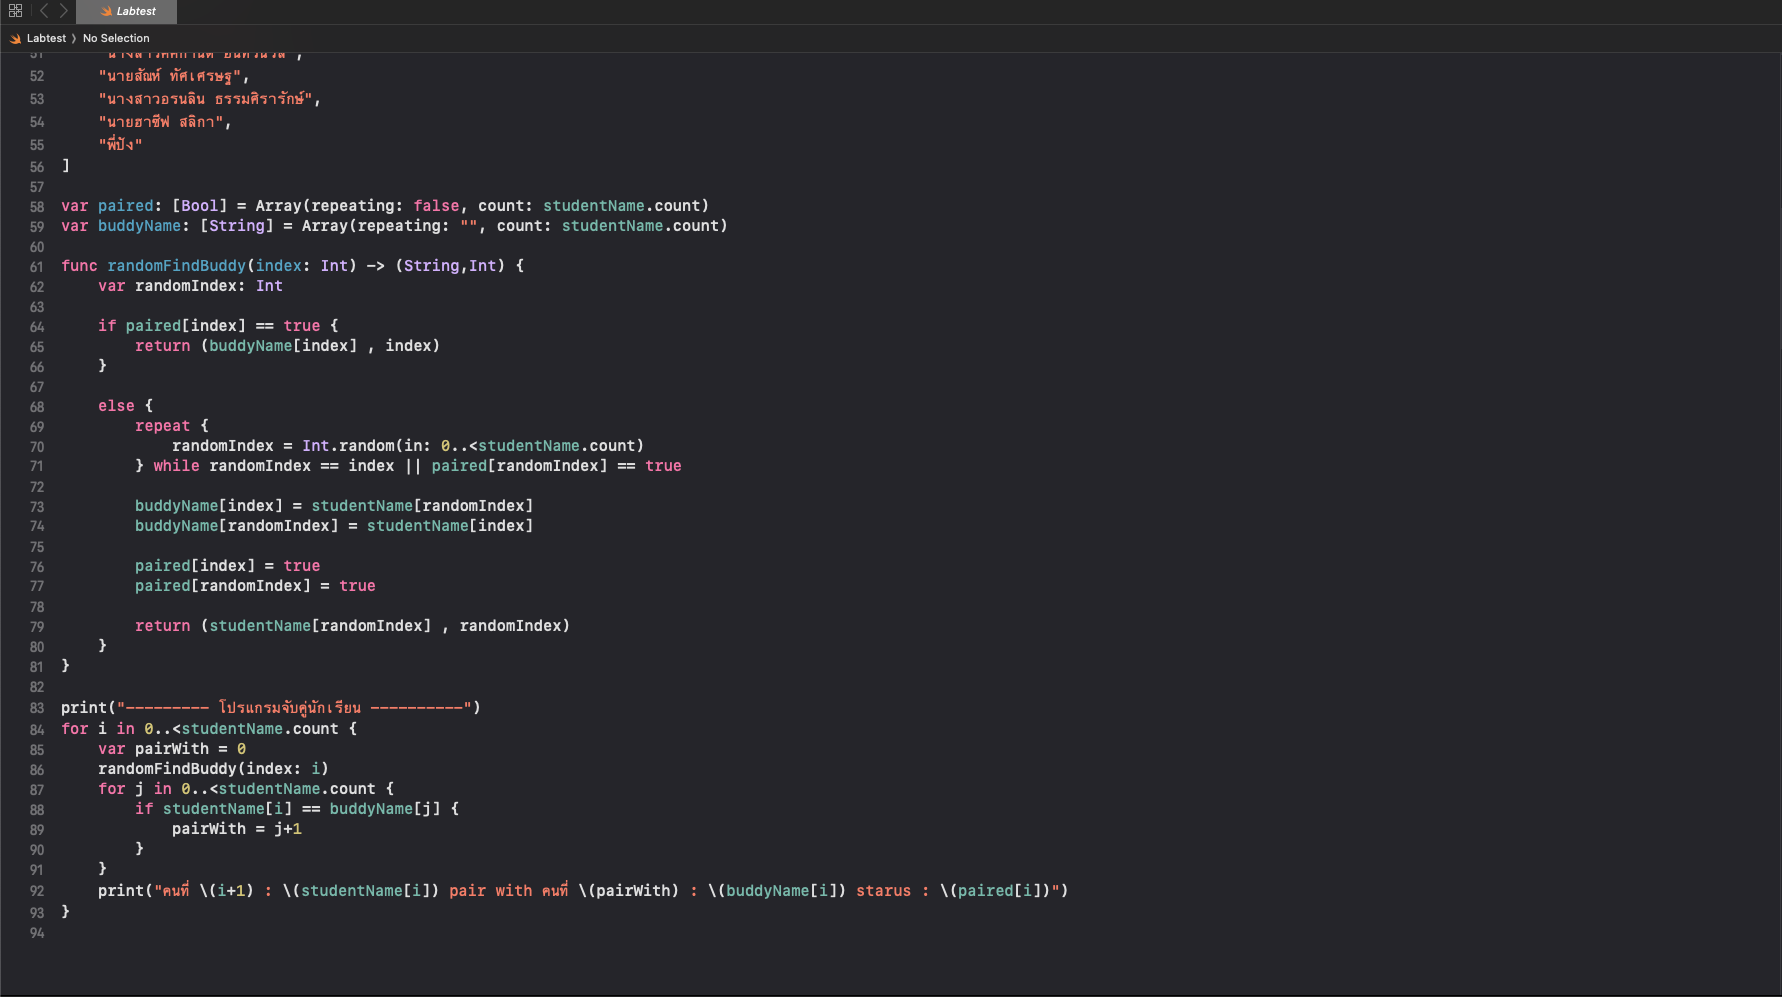 Labtest
Labtest 〉 No Selection
51
52 "นายสัณห์ ทัศเศรษฐ",
53 "นางสาวอรนลิน ธรรมศิรารักษ์",
54 "นายฮาซีฟ สลิกา",
55 "พี่ปัง"
56 ]
57
58 var paired: [Bool] = Array(repeating: false, count: studentName.count)
59 var buddyName: [String] = Array(repeating: "", count: studentName.count)
60
61 func randomFindBuddy(index: Int) -> (String,Int) {
62 var randomIndex: Int
63
64 if paired[index] == true {
65 return (buddyName[index] , index)
66 }
67
68 else {
69 repeat {
70 randomIndex = Int.random(in: 0..<studentName.count)
71 } while randomIndex == index || paired[randomIndex] == true
72
73 buddyName[index] = studentName[randomIndex]
74 buddyName[randomIndex] = studentName[index]
75
76 paired[index] = true
77 paired[randomIndex] = true
78
79 return (studentName[randomIndex] , randomIndex)
80 }
81 }
82
83 print("--------- โปรแกรมจับคู่นักเรียน ----------")
84 for i in 0..<studentName.count {
85 var pairWith = 0
86 randomFindBuddy(index: i)
87 for j in 0..<studentName.count {
88 if studentName[i] == buddyName[j] {
89 pairWith = j+1
90 }
91 }
92 print("คนที่ \(i+1) : \(studentName[i]) pair with คนที่ \(pairWith) : \(buddyName[i]) starus : \(paired[i])")
93 }
94